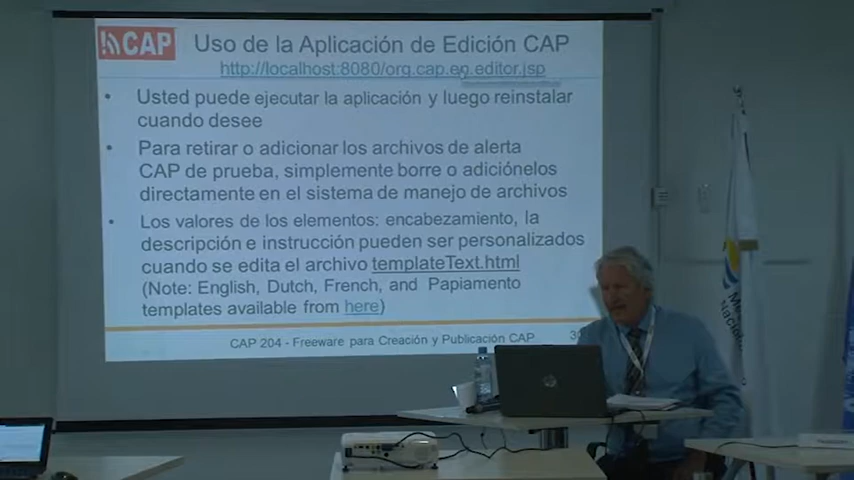 CAP
Uso de la Aplicación de Edición CAP
http://localhost:8080/org.cap.eo.editor.jsp
• Usted puede ejecutar la aplicación y luego reinstalar
cuando desee
• Para retirar o adicionar los archivos de alerta
CAP de prueba, simplemente borre o adiciónelos
directamente en el sistema de manejo de archivos
• Los valores de los elementos: encabezamiento, la
descripción e instrucción pueden ser personalizados
cuando se edita el archivo templateText.html
(Note: English, Dutch, French, and Papiamento
templates available from here)
CAP 204 - Freeware para Creación y Publicación CAP